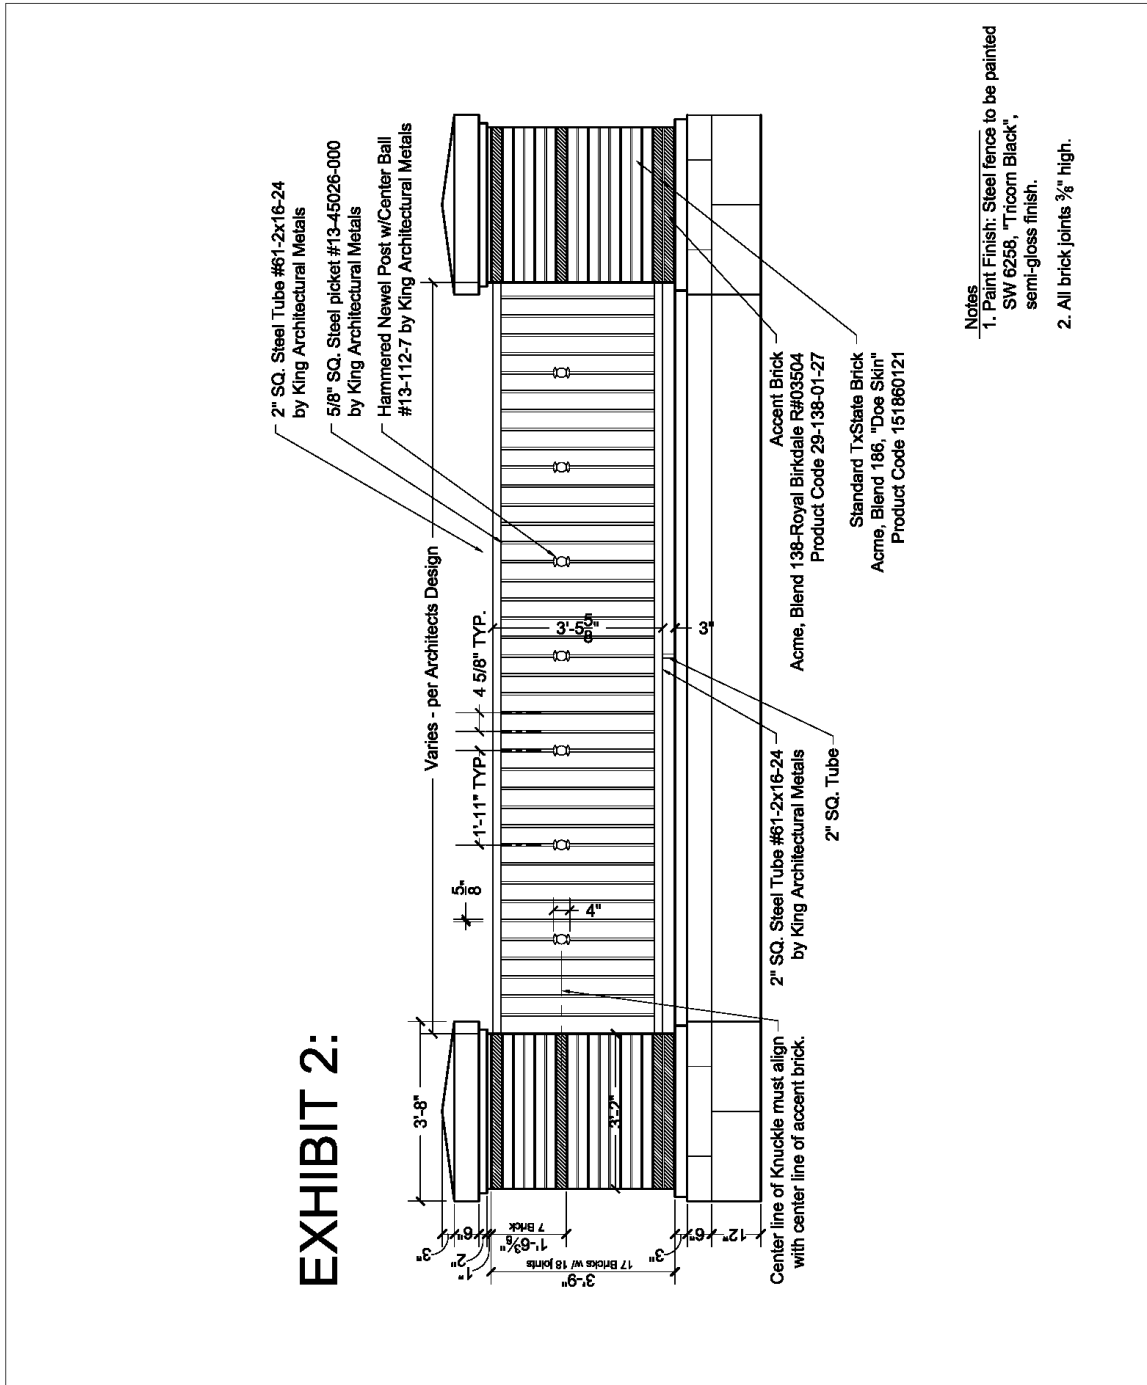 EXHIBIT 2:
2" SQ. Steel Tube #61-2x16-24
by King Architectural Metals
5/8" SQ. Steel picket #13-45026-000
by King Architectural Metals
Hammered Newel Post w/Center Ball
#13-112-7 by King Architectural Metals
Varies - per Architects Design
3'-8"
5/8"
1'-11" TYP.
4 5/8" TYP.
3"
6"
2"
1"
1'-6 3/8"
7 Brick
3'-9"
17 Bricks w/ 18 joints
3"
6"
12"
3'-2"
4"
3'-5 5/8"
3"
Center line of Knuckle must align
with center line of accent brick.
2" SQ. Steel Tube #61-2x16-24
by King Architectural Metals
2" SQ. Tube
Accent Brick
Acme, Blend 138-Royal Birkdale R#03504
Product Code 29-138-01-27
Standard TxState Brick
Acme, Blend 186, "Doe Skin"
Product Code 151860121
Notes
1. Paint Finish: Steel fence to be painted
SW 6258, "Tricorn Black",
semi-gloss finish.
2. All brick joints ⅜" high.